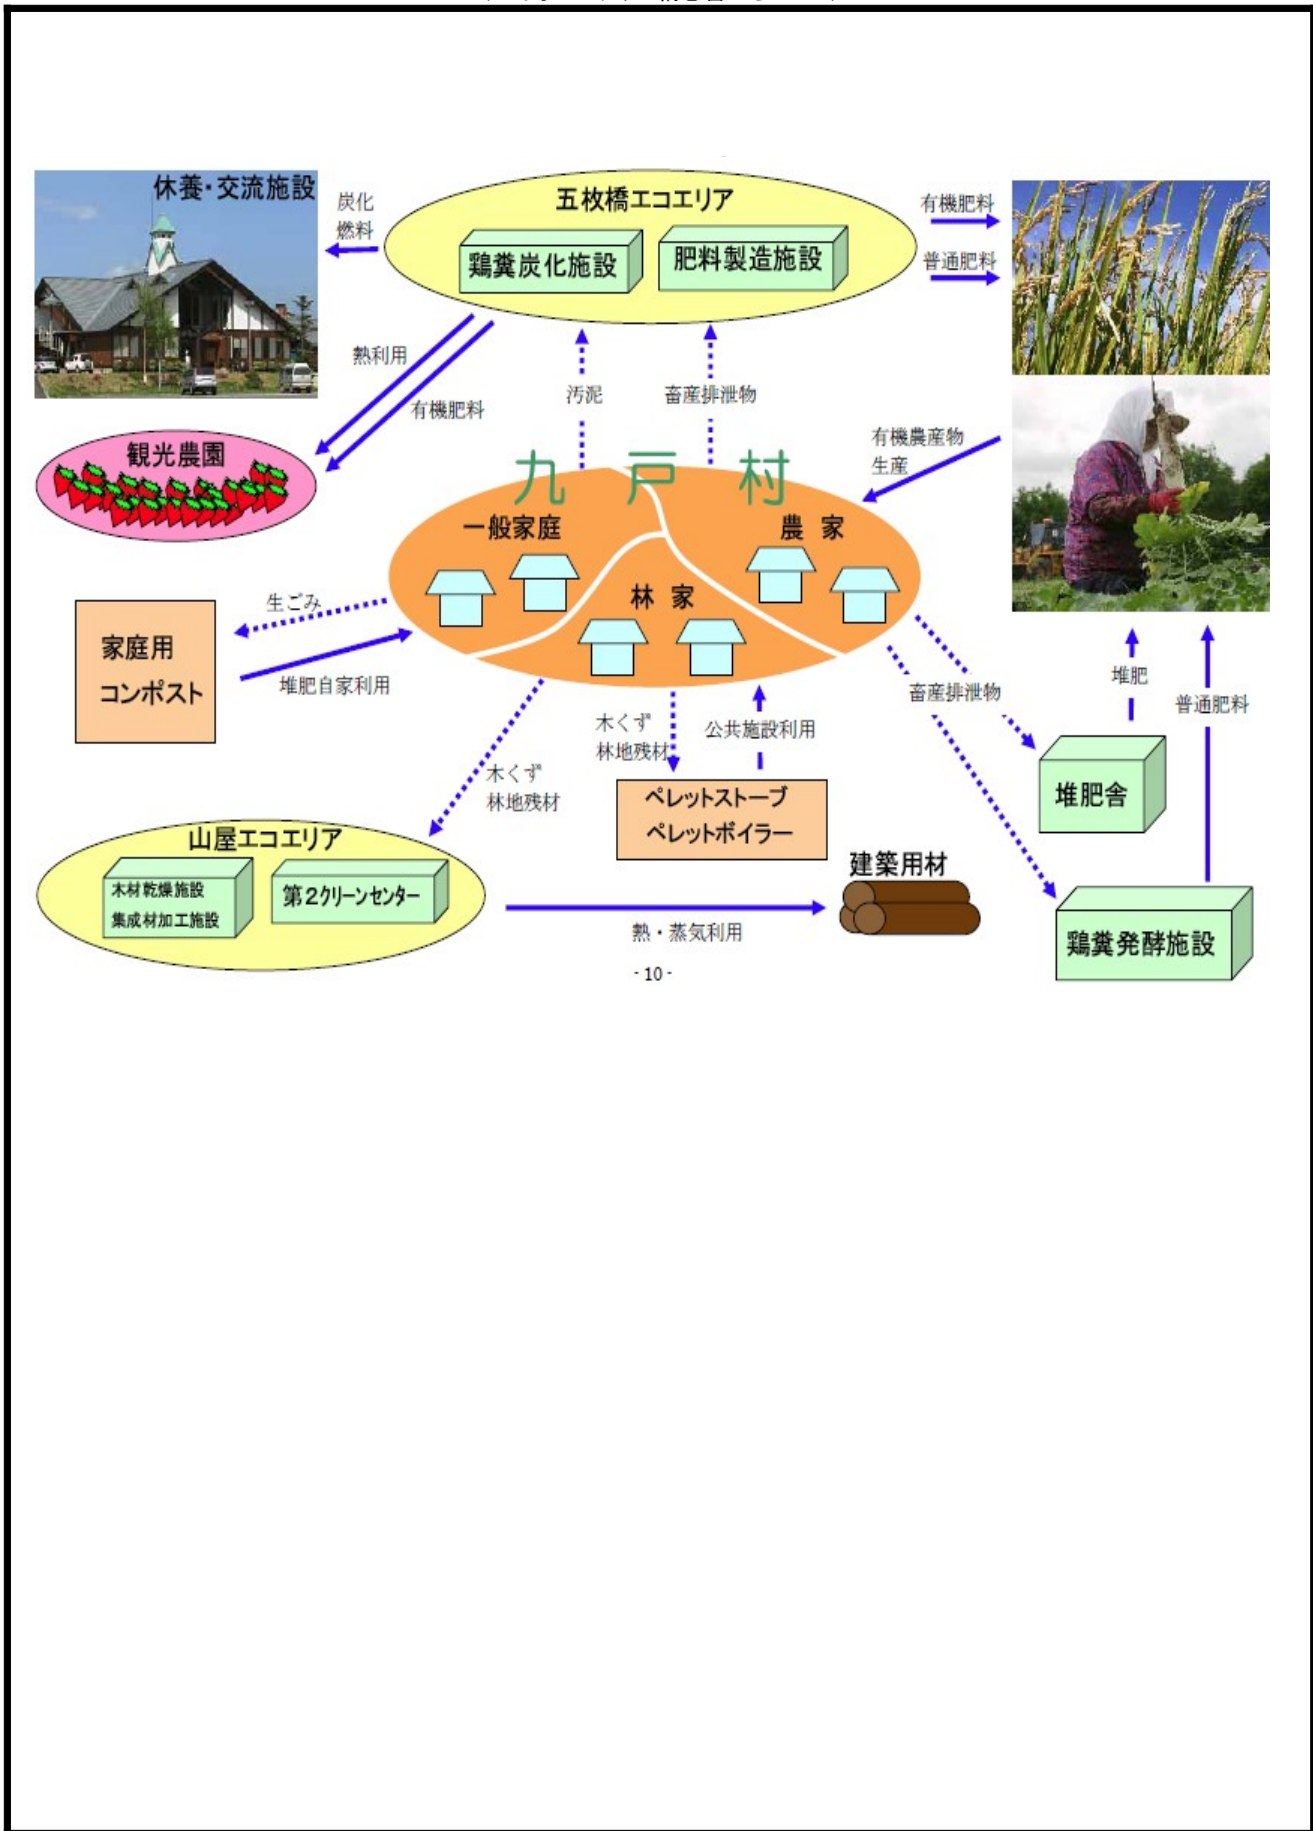 休養・交流施設
炭化
燃料
五枚橋エコエリア
鶏糞炭化施設
肥料製造施設
有機肥料
普通肥料
熱利用
有機肥料
汚泥
畜産排泄物
有機農産物
生産
観光農園
九戸村
一般家庭
農家
林家
生ごみ
家庭用
コンポスト
堆肥自家利用
木くず
林地残材
公共施設利用
畜産排泄物
堆肥
普通肥料
木くず
林地残材
ペレットストーブ
ペレットボイラー
堆肥舎
山屋エコエリア
木材乾燥施設
集成材加工施設
第2クリーンセンター
建築用材
熱・蒸気利用
鶏糞発酵施設
- 10 -